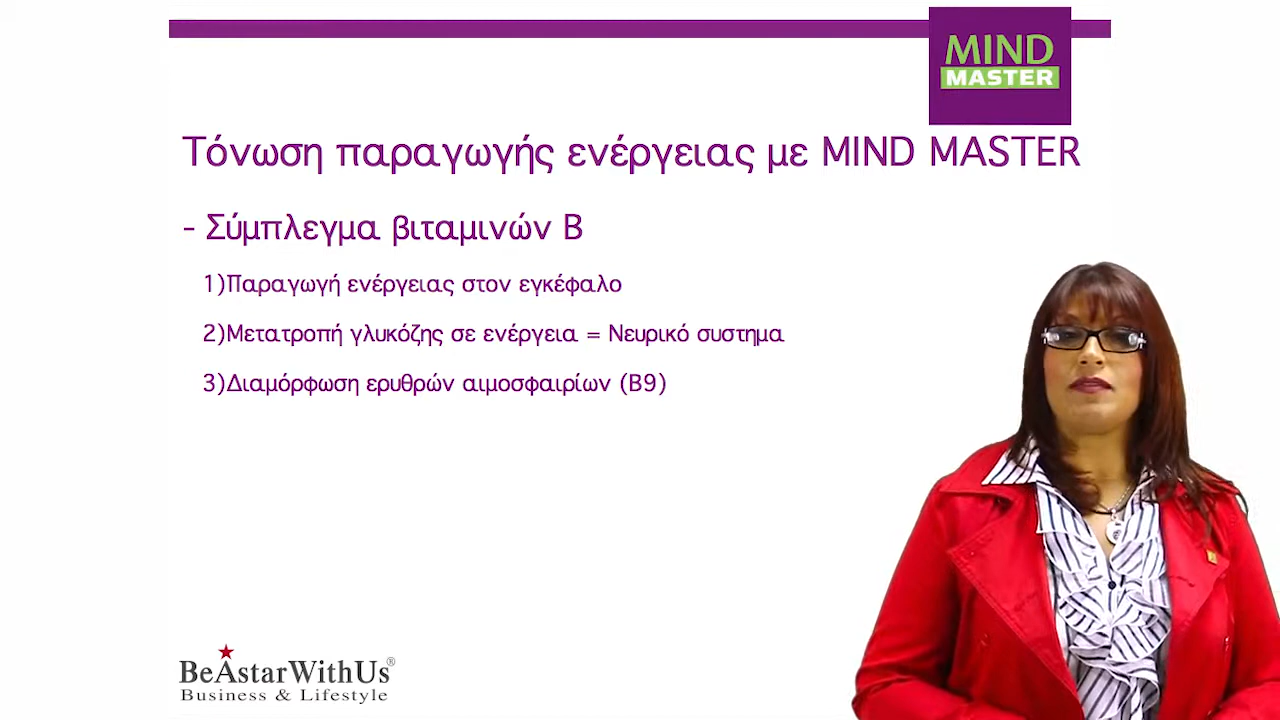 MIND
MASTER
Τόνωση παραγωγής ενέργειας με MIND MASTER
- Σύμπλεγμα βιταμινών Β
1)Παραγωγή ενέργειας στον εγκέφαλο
2)Μετατροπή γλυκόζης σε ενέργεια = Νευρικό συστημα
3)Διαμόρφωση ερυθρών αιμοσφαιρίων (Β9)
BeAstarWithUs®
Business & Lifestyle